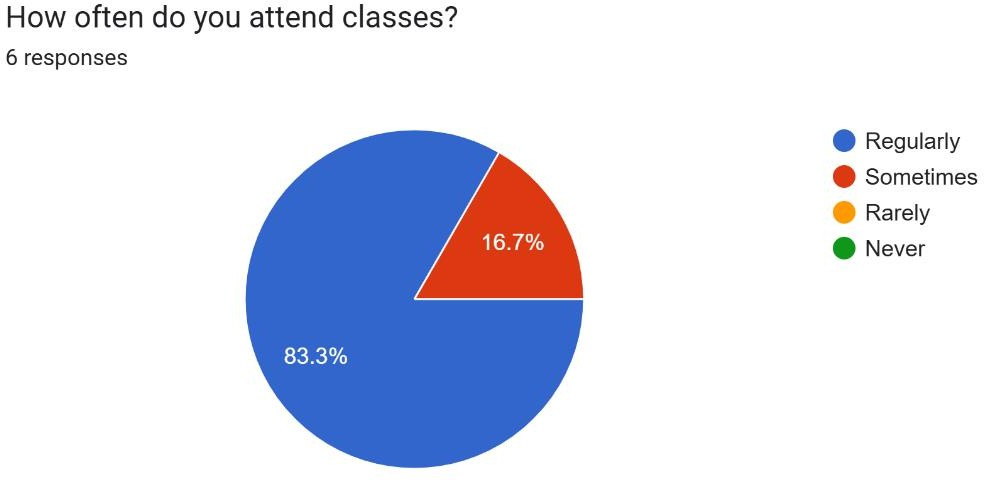 How often do you attend classes?
6 responses
Regularly
Sometimes
Rarely
Never
16.7%
83.3%